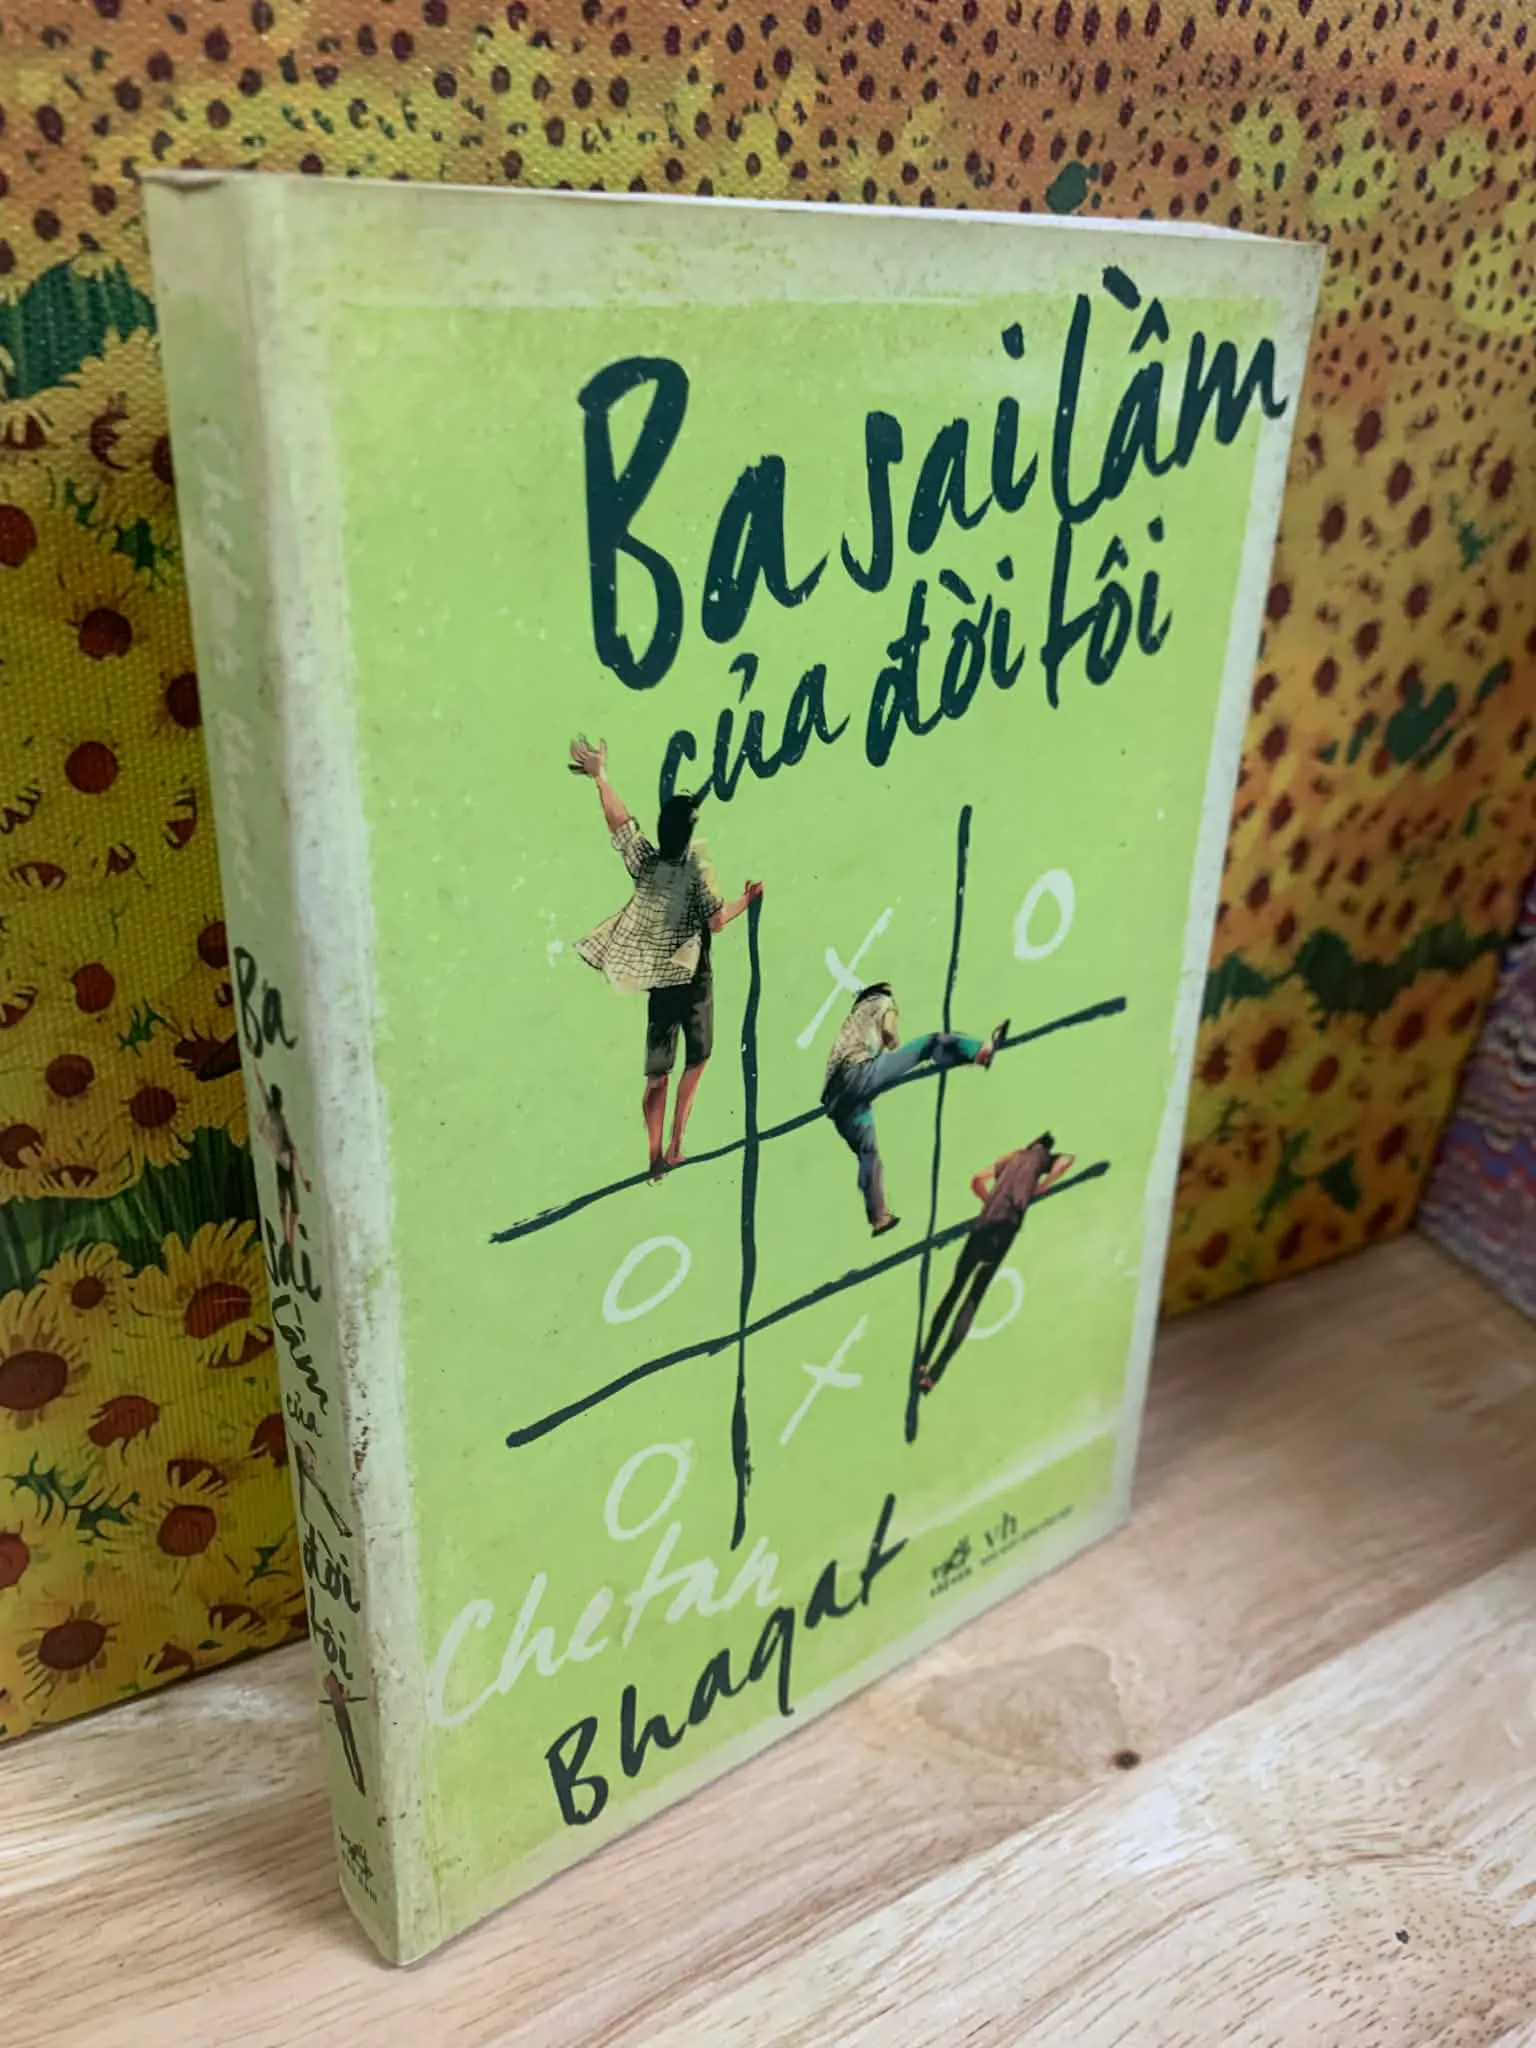 Ba sai lầm
của đời tôi
Chetan
Bhagat
Ba
sai
lầm
của
đời
tôi